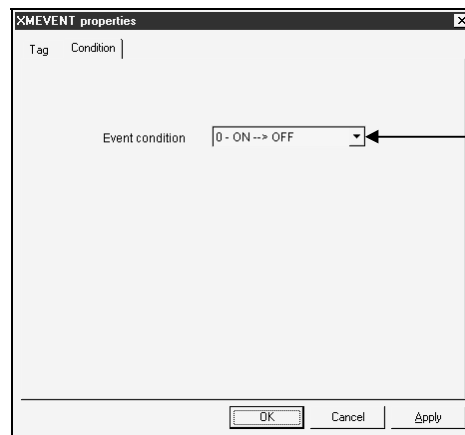 XMEVENT properties
Tag Condition
Event condition 0 - ON --> OFF
OK Cancel Apply